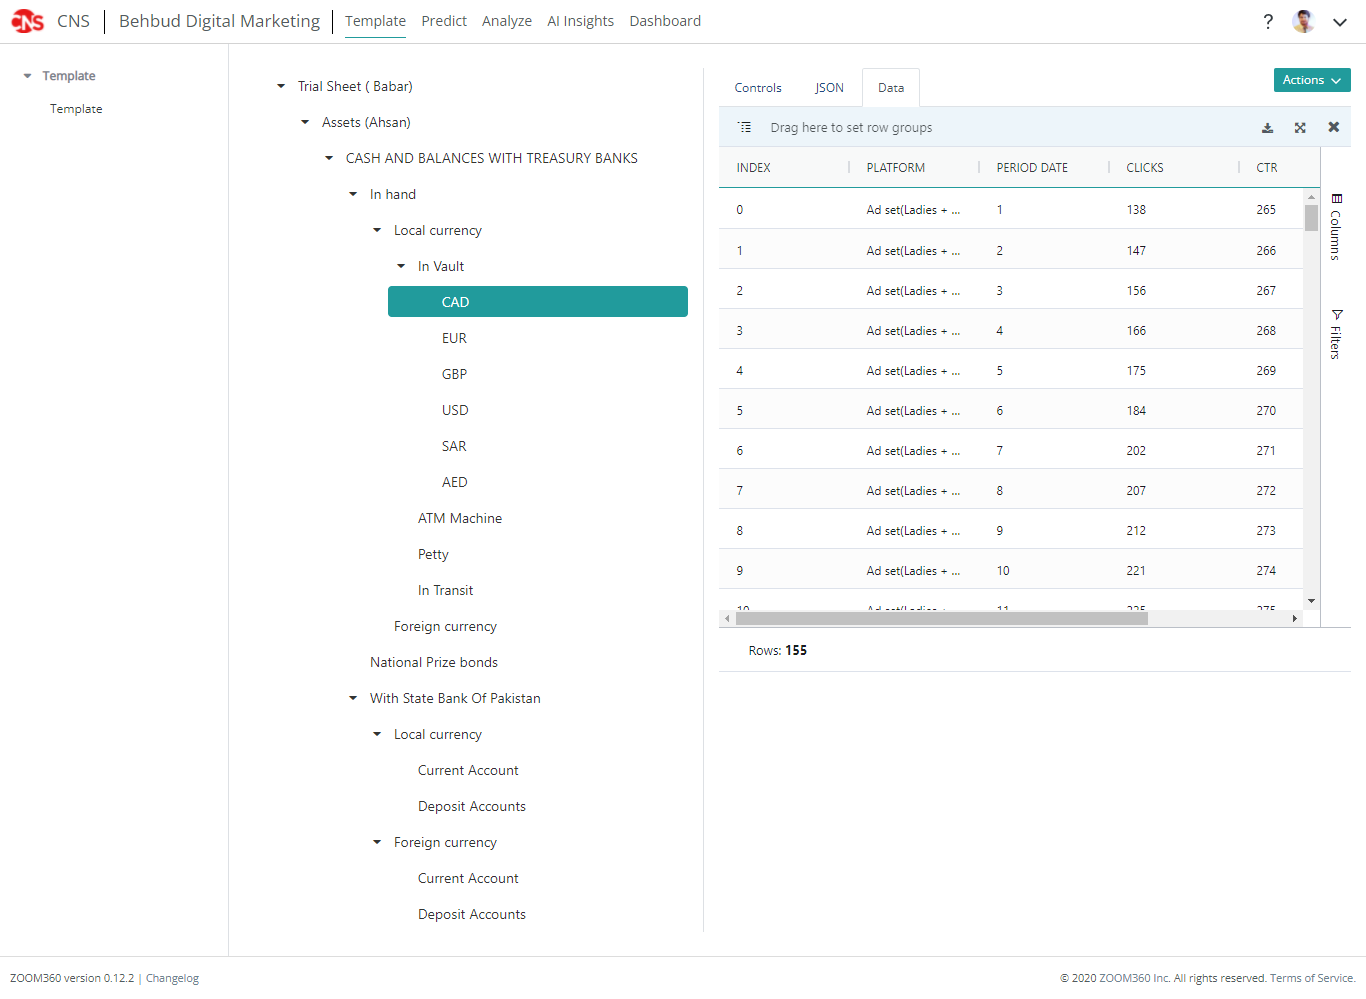 CNS CNS Behbud Digital Marketing Template Predict Analyze AI Insights Dashboard ?
Template
Template
Trial Sheet ( Babar)
Assets (Ahsan)
CASH AND BALANCES WITH TREASURY BANKS
In hand
Local currency
In Vault
CAD
EUR
GBP
USD
SAR
AED
ATM Machine
Petty
In Transit
Foreign currency
National Prize bonds
With State Bank Of Pakistan
Local currency
Current Account
Deposit Accounts
Foreign currency
Current Account
Deposit Accounts
Controls JSON Data Actions
Drag here to set row groups
INDEX PLATFORM PERIOD DATE CLICKS CTR
0 Ad set(Ladies + ... 1 138 265
1 Ad set(Ladies + ... 2 147 266
2 Ad set(Ladies + ... 3 156 267
3 Ad set(Ladies + ... 4 166 268
4 Ad set(Ladies + ... 5 175 269
5 Ad set(Ladies + ... 6 184 270
6 Ad set(Ladies + ... 7 202 271
7 Ad set(Ladies + ... 8 207 272
8 Ad set(Ladies + ... 9 212 273
9 Ad set(Ladies + ... 10 221 274
Columns
Filters
Rows: 155
ZOOM360 version 0.12.2 | Changelog
© 2020 ZOOM360 Inc. All rights reserved. Terms of Service.